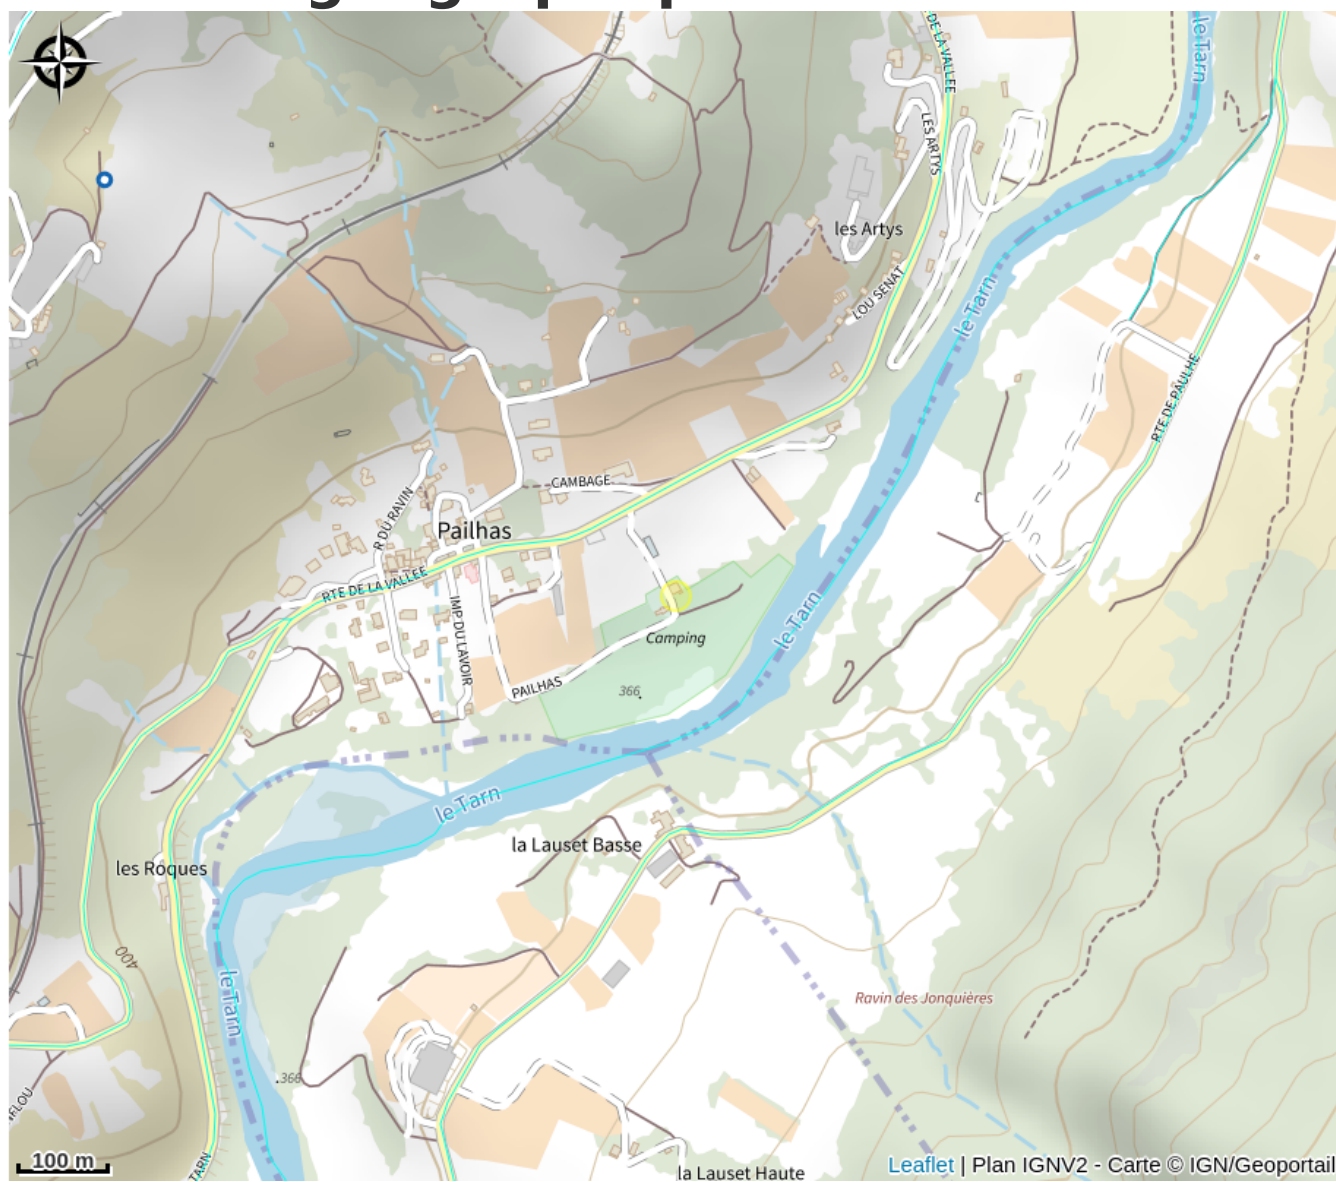 DE LA VALLEE
le Tarn
LES ARTYS
les Artys
LOU SENAT
le Tarn
RTE DE PAULHE
CAMBAGE
R DU RAVIN
Pailhas
RTE DE LA VALLEE
IMP DU LAVOIR
le Tarn
Camping
PAILHAS
366
le Tarn
la Lauset Basse
les Roques
400
le Tarn
Ravin des Jonquières
366
TARN
100 m
la Lauset Haute
Leaflet | Plan IGNV2 - Carte © IGN/Geoportail